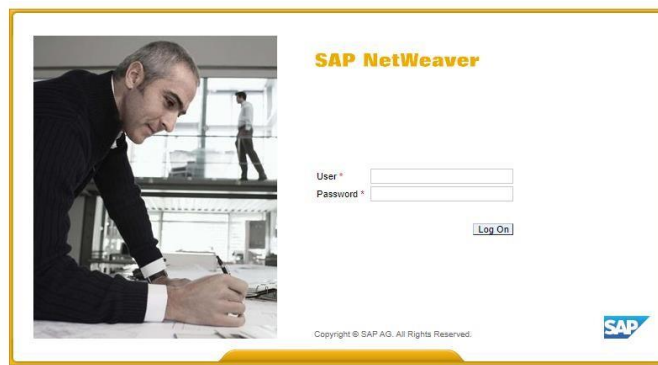 SAP NetWeaver
User *
Password *
Log On
Copyright © SAP AG. All Rights Reserved.
SAP